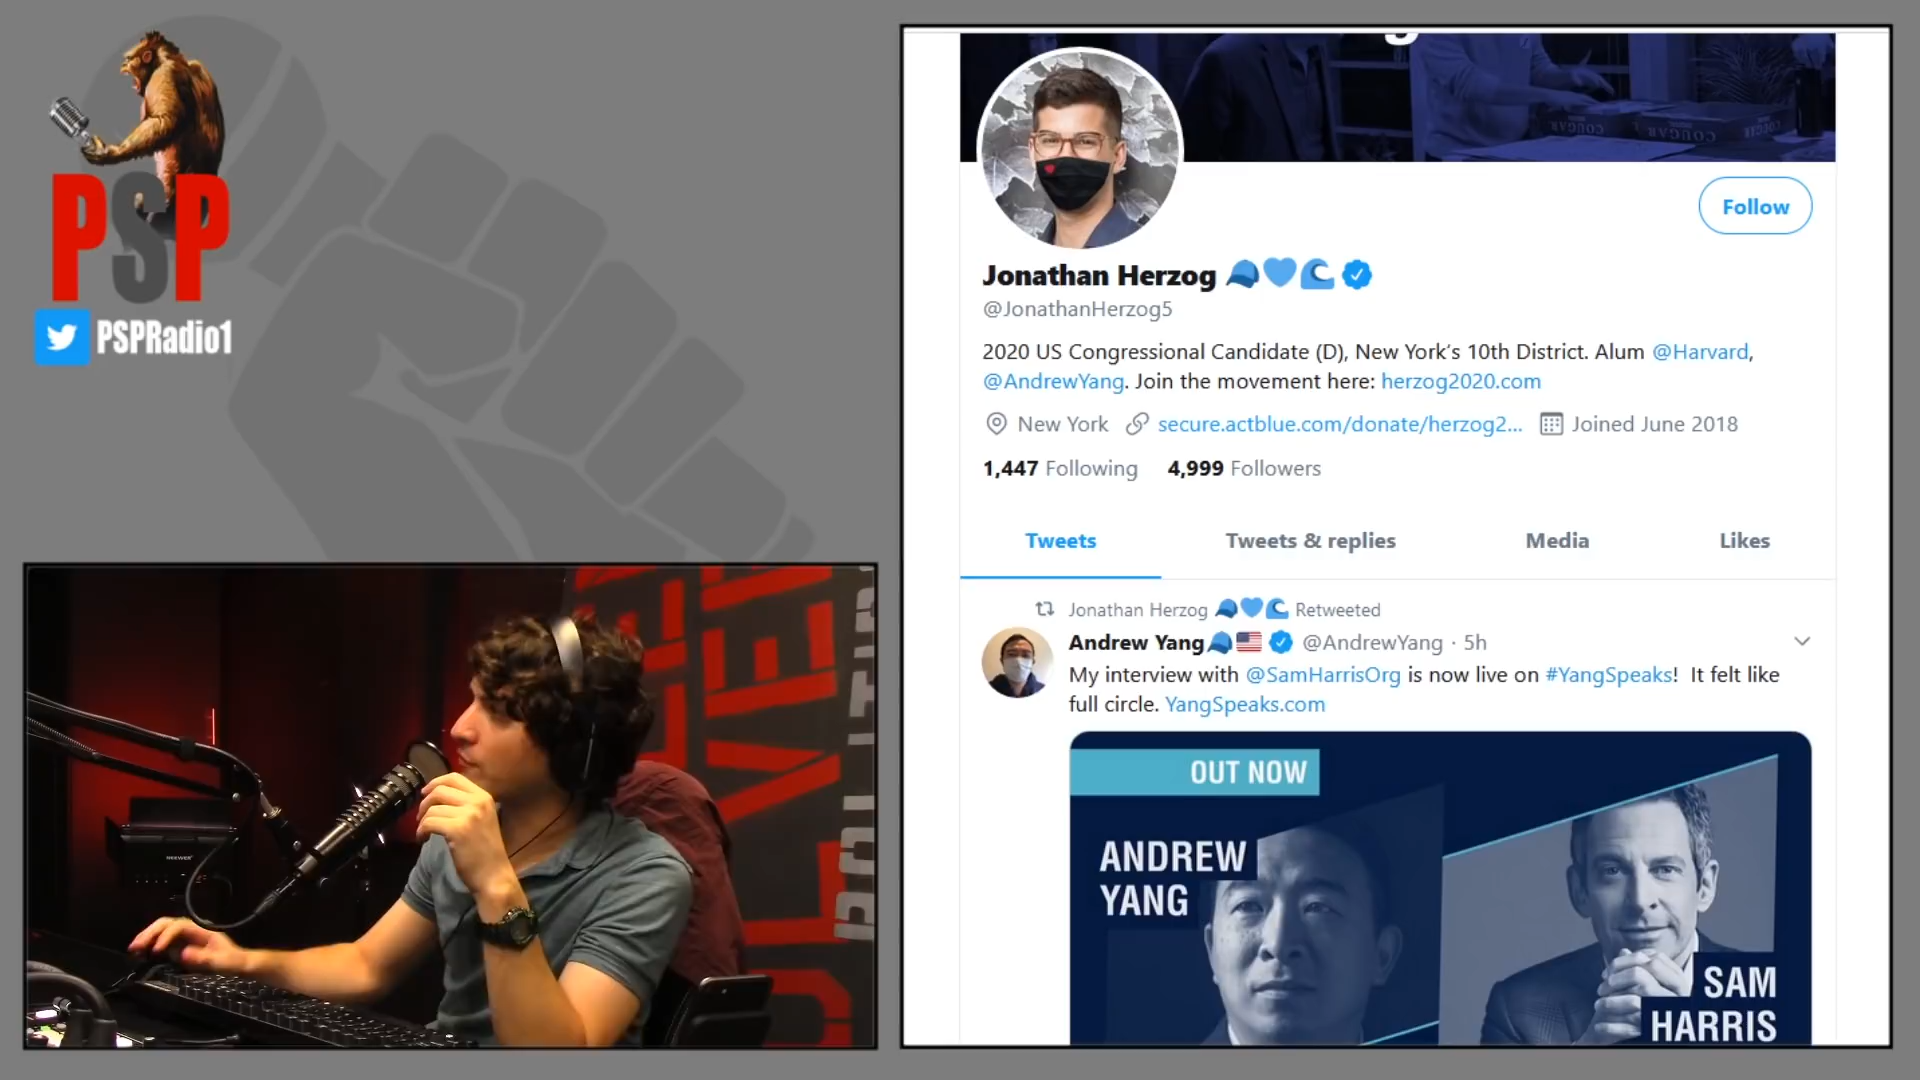 PSP
PSPRadio1
COUGAR
COUGAR
Follow
Jonathan Herzog
@JonathanHerzog5
2020 US Congressional Candidate (D), New York's 10th District. Alum @Harvard,
@AndrewYang. Join the movement here: herzog2020.com
New York secure.actblue.com/donate/herzog2... Joined June 2018
1,447 Following 4,999 Followers
Tweets Tweets & replies Media Likes
Jonathan Herzog Retweeted
Andrew Yang @AndrewYang · 5h
My interview with @SamHarrisOrg is now live on #YangSpeaks! It felt like
full circle. YangSpeaks.com
OUT NOW
ANDREW
YANG
SAM
HARRIS
NEEWER